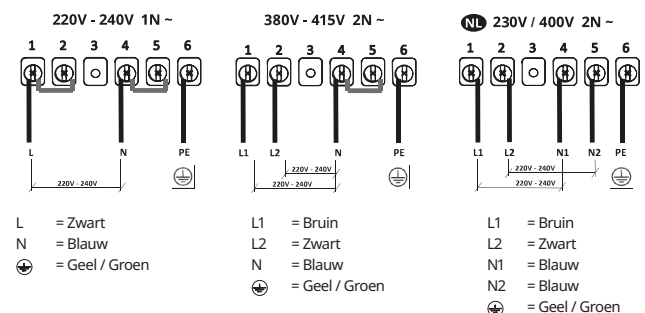 220V - 240V 1N ~
1 2 3 4 5 6
L N PE
220V - 240V
L = Zwart
N = Blauw
= Geel / Groen
380V - 415V 2N ~
1 2 3 4 5 6
L1 L2 N PE
220V - 240V
220V - 240V
L1 = Bruin
L2 = Zwart
N = Blauw
= Geel / Groen
NL 230V / 400V 2N ~
1 2 3 4 5 6
L1 L2 N1 N2 PE
220V - 240V
220V - 240V
L1 = Bruin
L2 = Zwart
N1 = Blauw
N2 = Blauw
= Geel / Groen